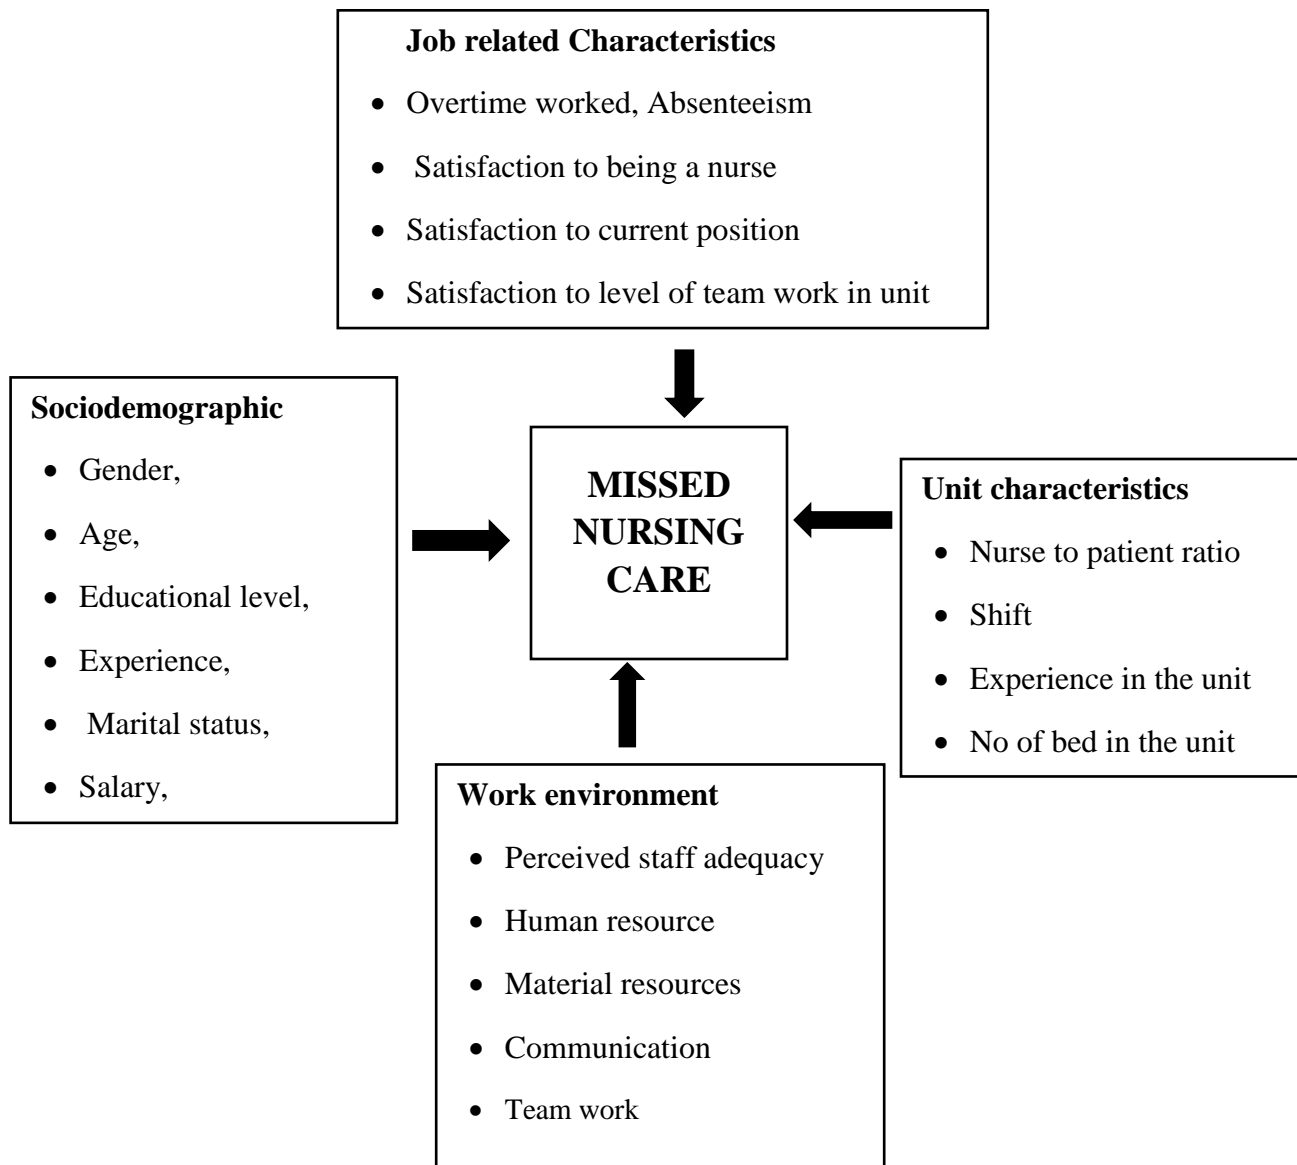 Job related Characteristics
• Overtime worked, Absenteeism
• Satisfaction to being a nurse
• Satisfaction to current position
• Satisfaction to level of team work in unit
Sociodemographic
• Gender,
• Age,
• Educational level,
• Experience,
• Marital status,
• Salary,
MISSED
NURSING
CARE
Unit characteristics
• Nurse to patient ratio
• Shift
• Experience in the unit
• No of bed in the unit
Work environment
• Perceived staff adequacy
• Human resource
• Material resources
• Communication
• Team work